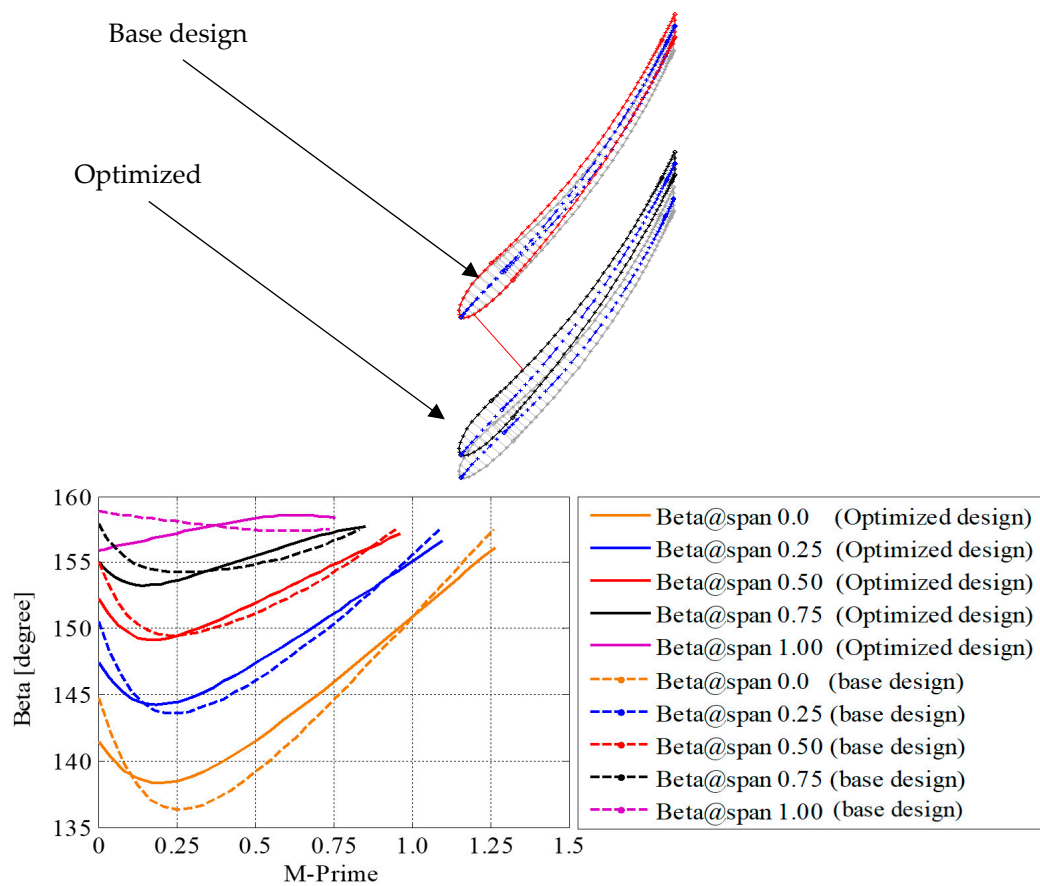 Base design
Optimized
160
155
150
145
140
135
Beta [degree]
0
0.25
0.50
0.75
1.0
1.25
1.5
M-Prime
Beta@span 0.0 (Optimized design)
Beta@span 0.25 (Optimized design)
Beta@span 0.50 (Optimized design)
Beta@span 0.75 (Optimized design)
Beta@span 1.00 (Optimized design)
Beta@span 0.0 (base design)
Beta@span 0.25 (base design)
Beta@span 0.50 (base design)
Beta@span 0.75 (base design)
Beta@span 1.00 (base design)